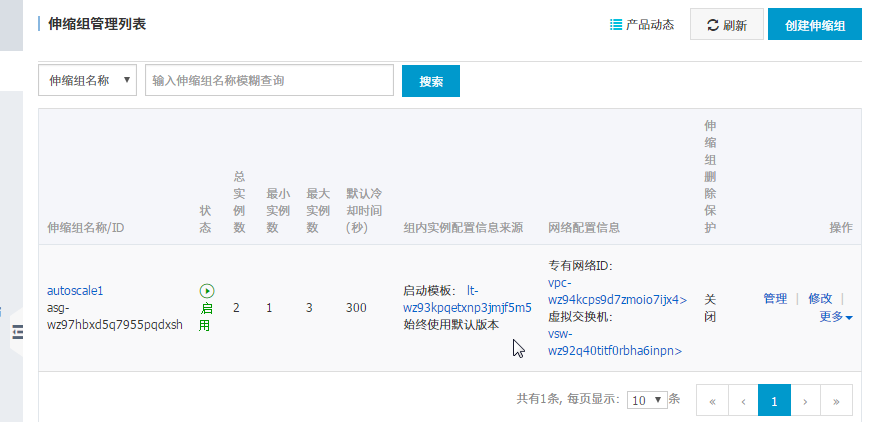 伸缩组管理列表
产品动态
刷新
创建伸缩组
伸缩组名称
输入伸缩组名称模糊查询
搜索
伸缩组名称/ID
状
态
总
实
例
数
最小
实例
数
最大
实例
数
默认冷
却时间
(秒)
组内实例配置信息来源
网络配置信息
伸
缩
组
删
除
保
护
操作
autoscale1
asg-
wz97hbxd5q7955pqdxsh
启
用
2
1
3
300
启动模板： lt-
wz93kpqetxnp3jmjf5m5
始终使用默认版本
专有网络ID：
vpc-
wz94kcps9d7zmoio7ijx4>
虚拟交换机：
vsw-
wz92q40titf0rbha6inpn>
关
闭
管理 | 修改 |
更多
共有1条, 每页显示： 10 条
« ‹ 1 › »